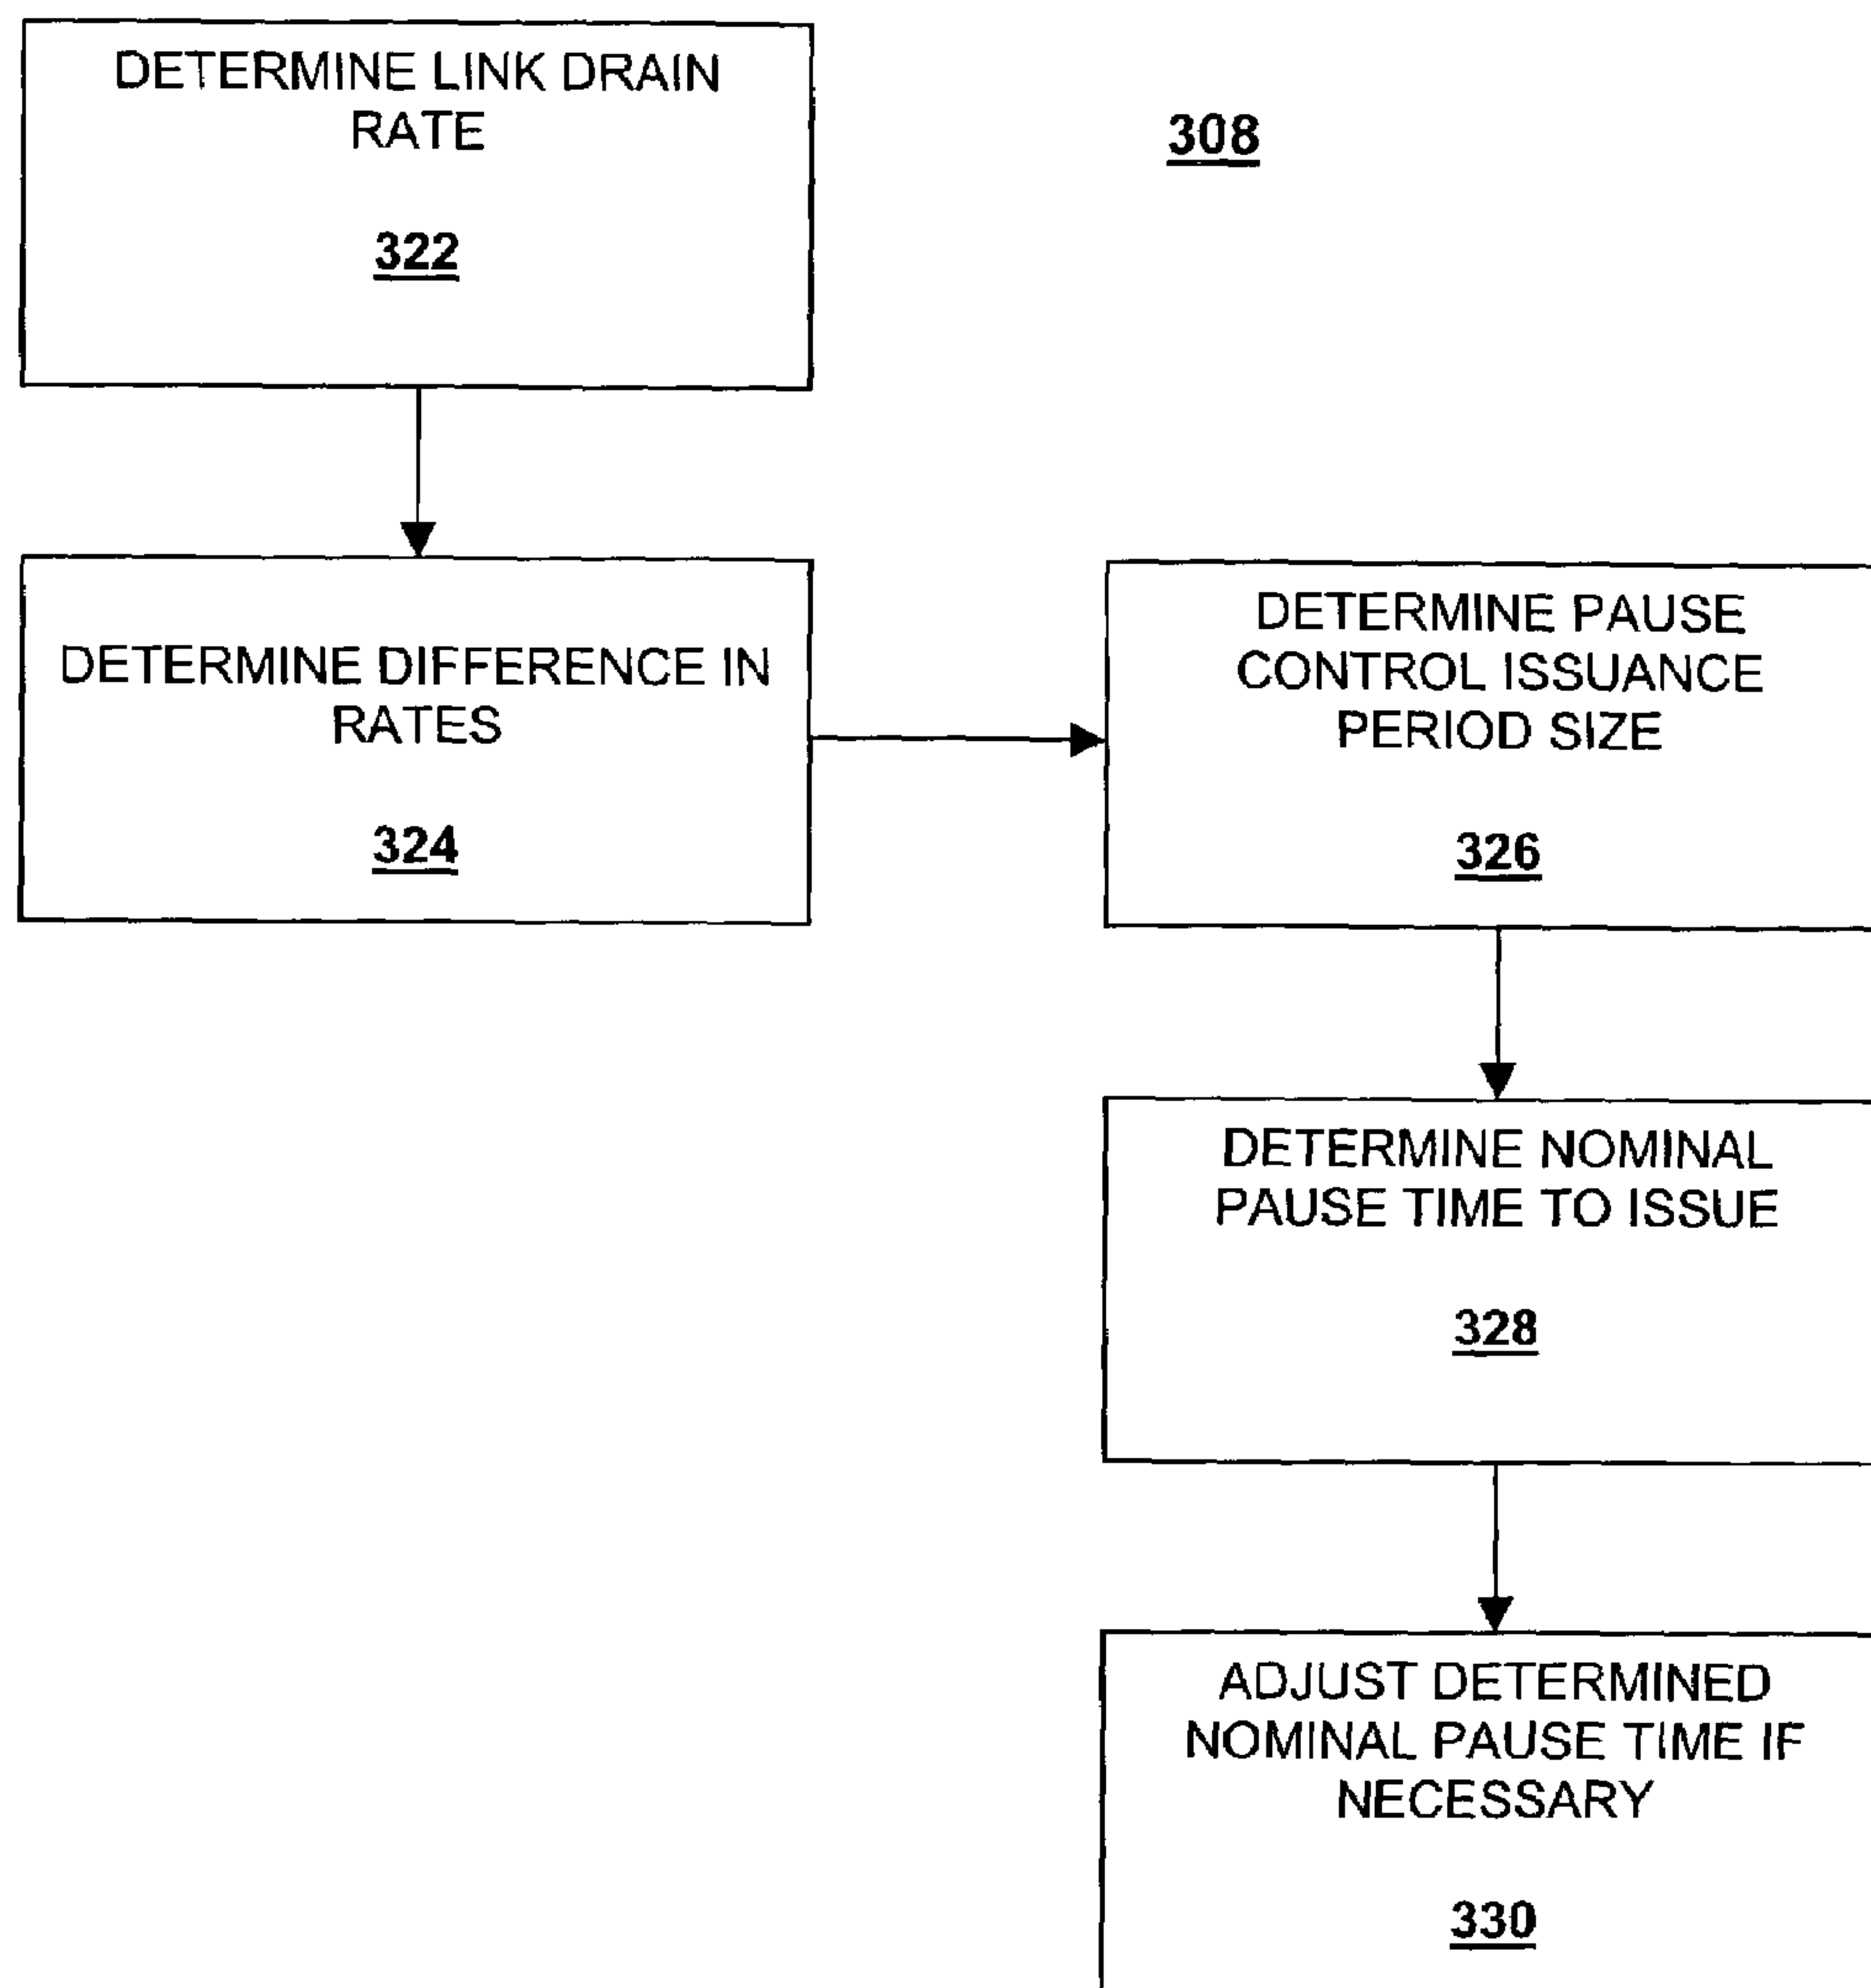 DETERMINE LINK DRAIN
RATE
322
308
DETERMINE DIFFERENCE IN
RATES
324
DETERMINE PAUSE
CONTROL ISSUANCE
PERIOD SIZE
326
DETERMINE NOMINAL
PAUSE TIME TO ISSUE
328
ADJUST DETERMINED
NOMINAL PAUSE TIME IF
NECESSARY
330